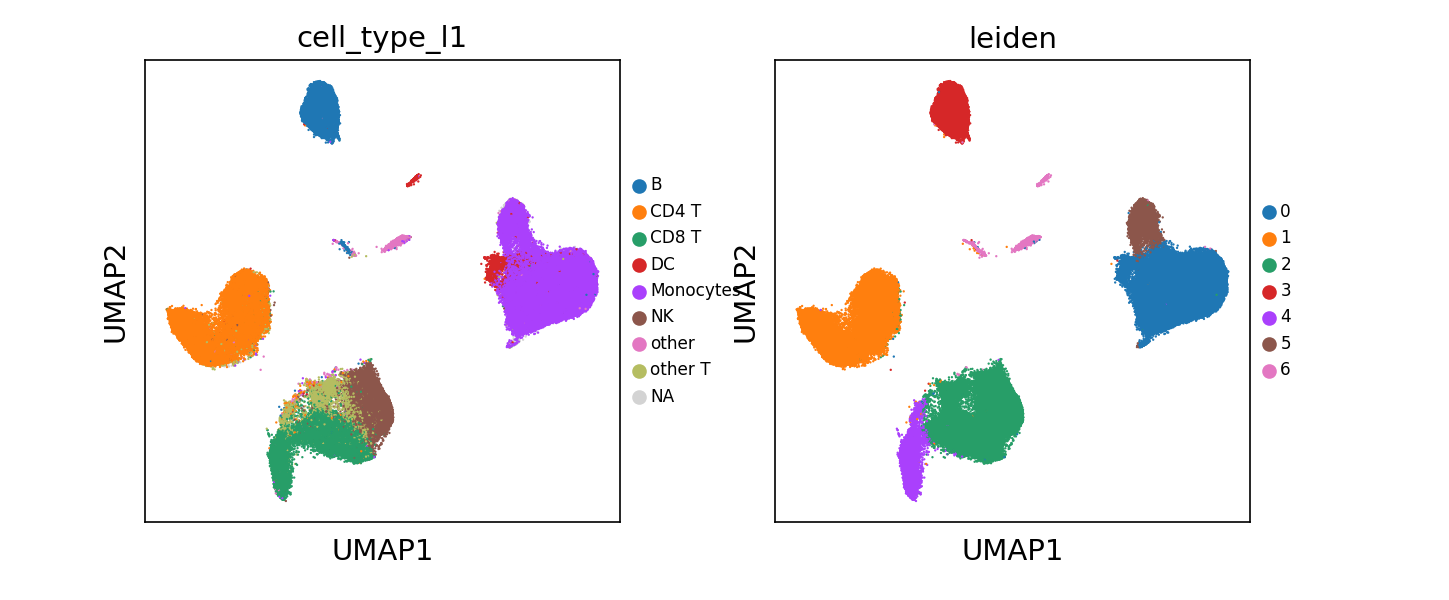 cell_type_l1
UMAP2
B
CD4 T
CD8 T
DC
Monocytes
NK
other
other T
NA
UMAP1
leiden
UMAP2
0
1
2
3
4
5
6
UMAP1